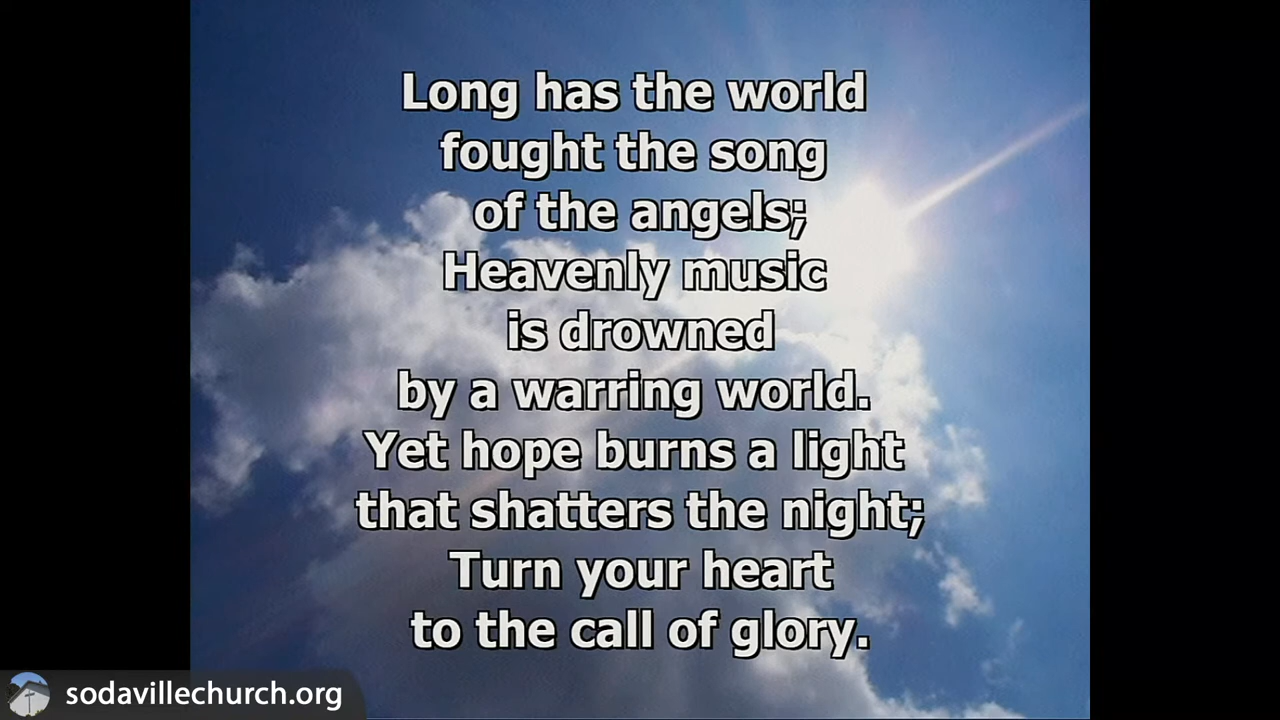 Long has the world
fought the song
of the angels;
Heavenly music
is drowned
by a warring world.
Yet hope burns a light
that shatters the night;
Turn your heart
to the call of glory.
sodavillechurch.org